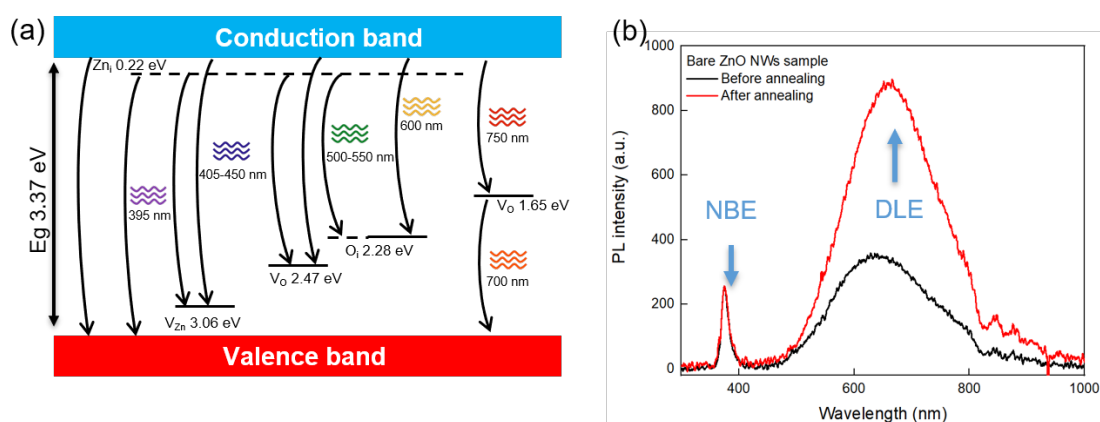 (a)
Conduction band
Zni 0.22 eV
Eg 3.37 eV
395 nm
405-450 nm
500-550 nm
600 nm
750 nm
VO 1.65 eV
Oi 2.28 eV
VO 2.47 eV
700 nm
VZn 3.06 eV
Valence band
(b)
Bare ZnO NWs sample
Before annealing
After annealing
NBE
DLE
PL intensity (a.u.)
1000
800
600
400
200
0
400
600
800
1000
Wavelength (nm)